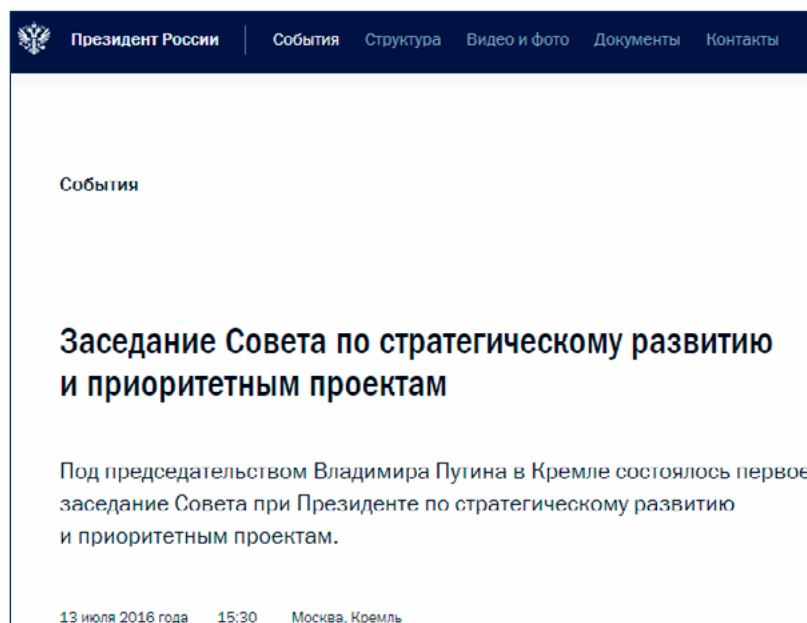 Президент России События Структура Видео и фото Документы Контакты
События
Заседание Совета по стратегическому развитию
и приоритетным проектам
Под председательством Владимира Путина в Кремле состоялось первое
заседание Совета при Президенте по стратегическому развитию
и приоритетным проектам.
13 июля 2016 года 15:30 Москва, Кремль